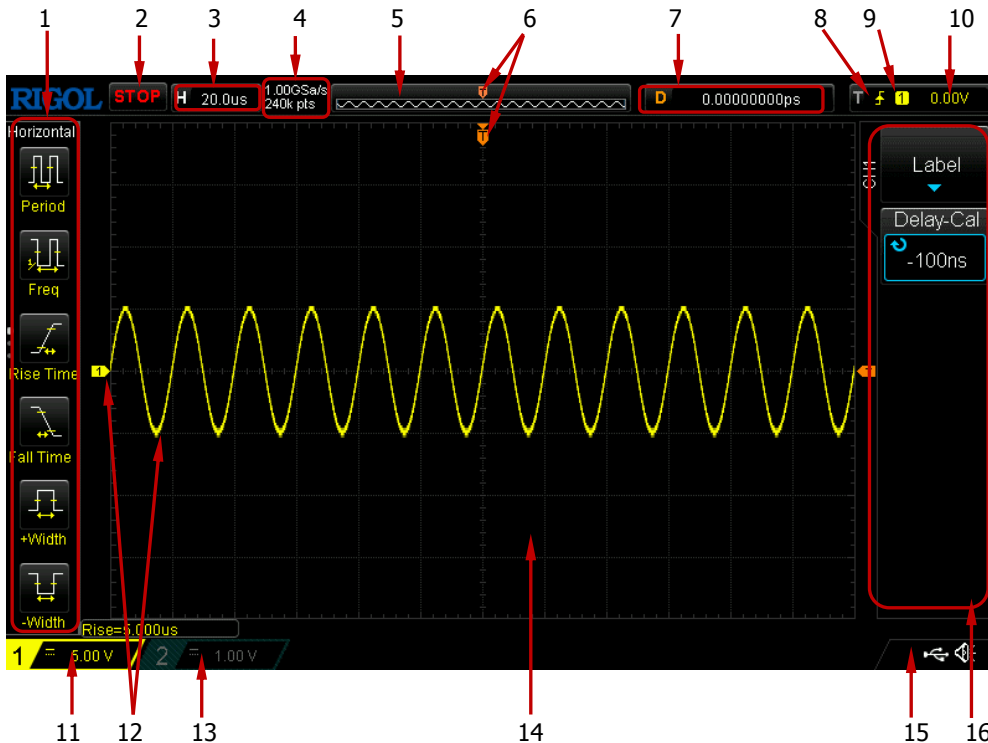 1 2 3 4 5 6 7 8 9 10
RIGOL STOP H 20.0us 1.00GSa/s 240k pts T D 0.00000000ps T 1 0.00V
Horizontal
T
Period
Freq
Rise Time
Fall Time
+Width
-Width
1
T
CH1
Label
Delay-Cal
-100ns
Rise=5.000us
1 5.00 V 2 1.00 V
11 12 13 14 15 16